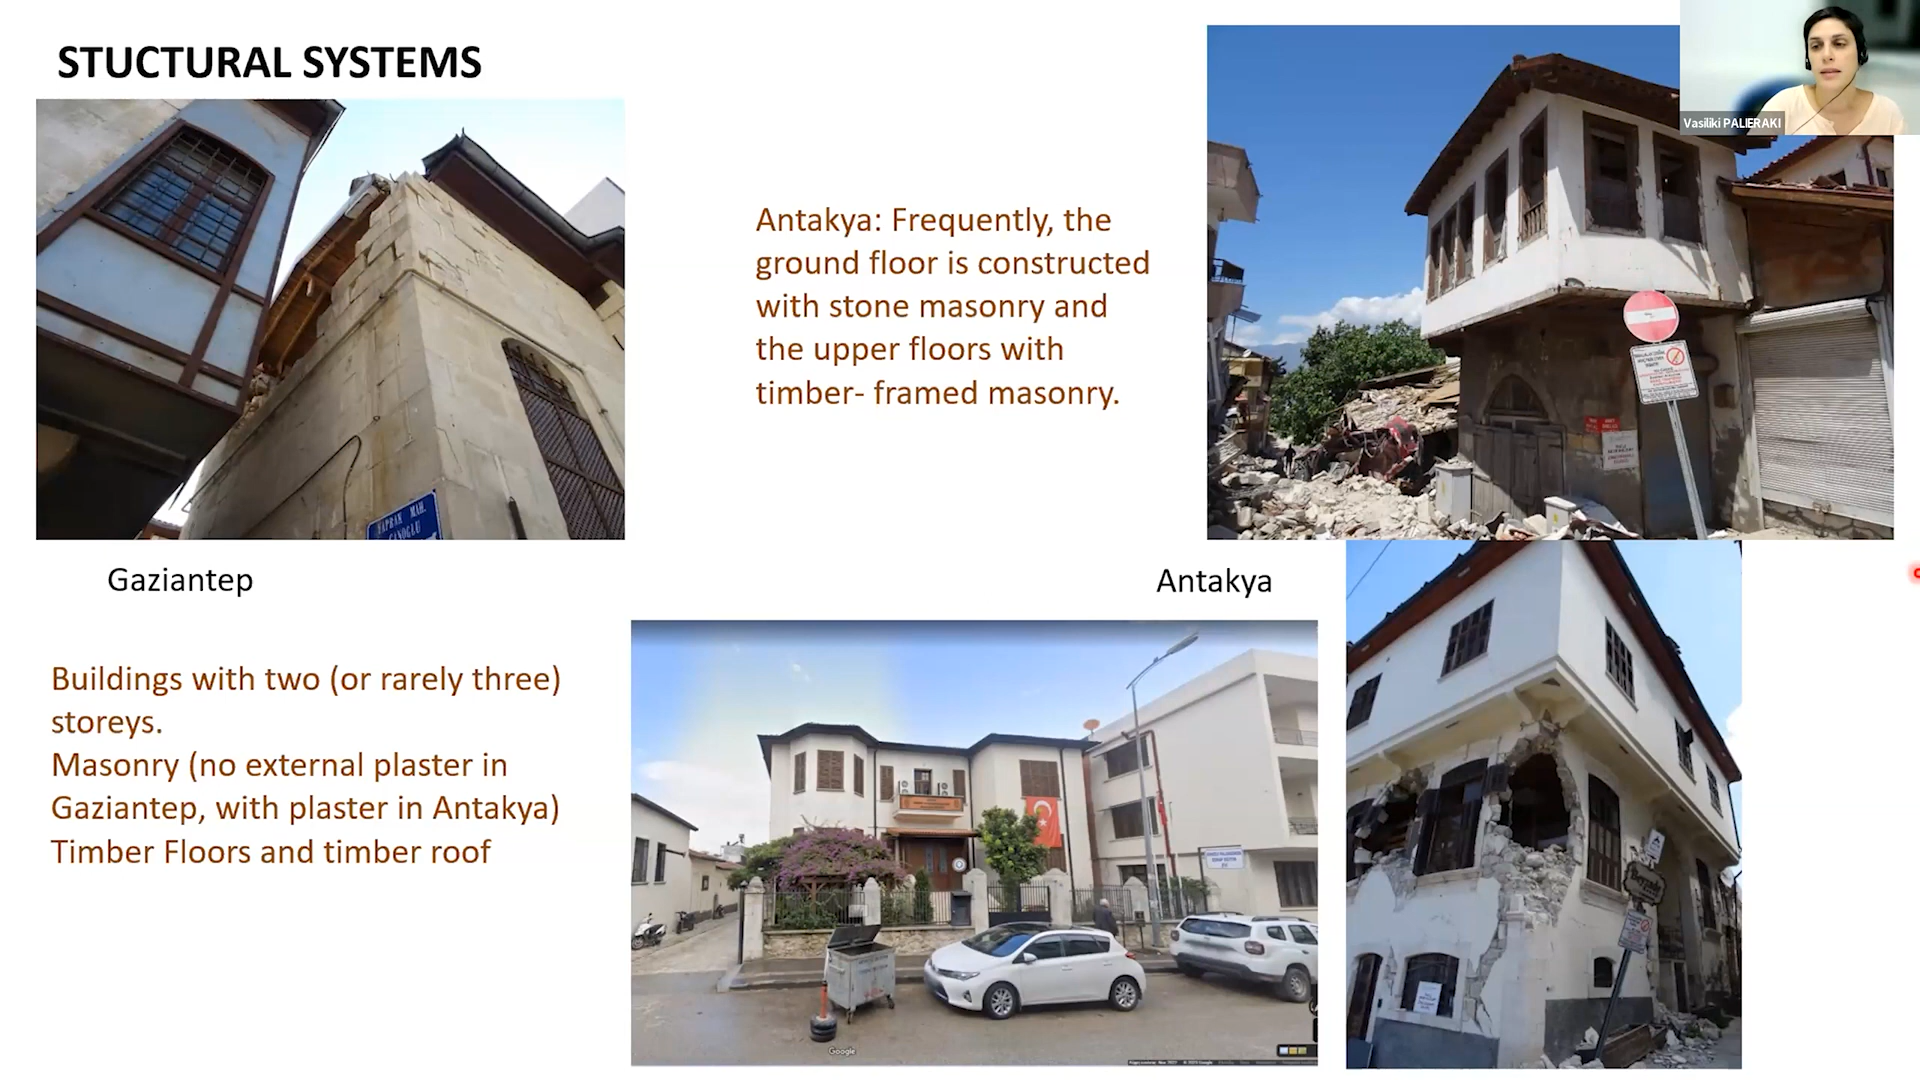 STUCTURAL SYSTEMS
Vasiliki PALIERAKI
Antakya: Frequently, the
ground floor is constructed
with stone masonry and
the upper floors with
timber- framed masonry.
MAH.
Gaziantep
Antakya
Buildings with two (or rarely three)
storeys.
Masonry (no external plaster in
Gaziantep, with plaster in Antakya)
Timber Floors and timber roof
Google